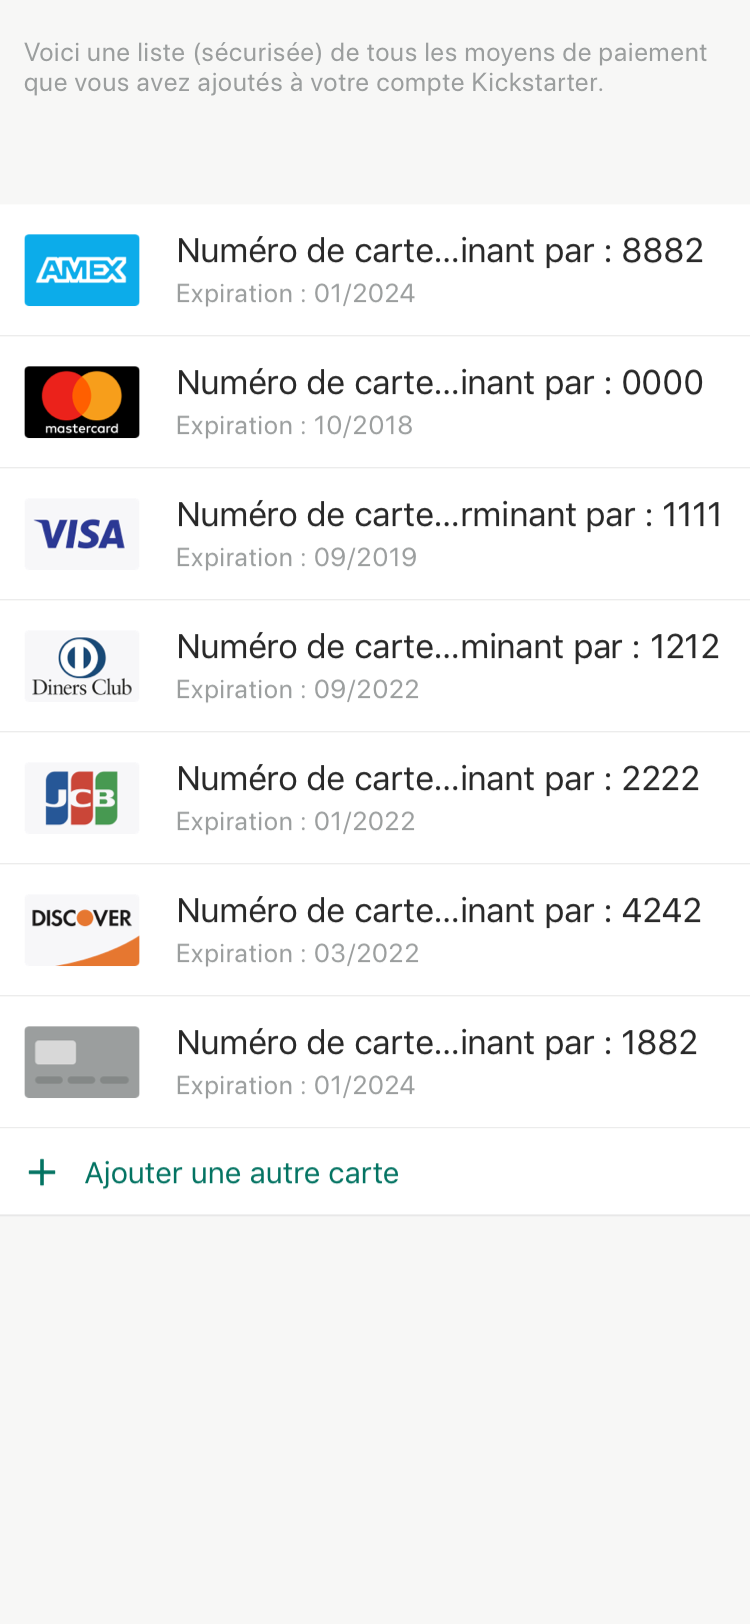 Voici une liste (sécurisée) de tous les moyens de paiement
que vous avez ajoutés à votre compte Kickstarter.
AMEX
Numéro de carte...inant par : 8882
Expiration : 01/2024
mastercard
Numéro de carte...inant par : 0000
Expiration : 10/2018
VISA
Numéro de carte...rminant par : 1111
Expiration : 09/2019
Diners Club
Numéro de carte...minant par : 1212
Expiration : 09/2022
JCB
Numéro de carte...inant par : 2222
Expiration : 01/2022
DISCOVER
Numéro de carte...inant par : 4242
Expiration : 03/2022
Numéro de carte...inant par : 1882
Expiration : 01/2024
+ Ajouter une autre carte